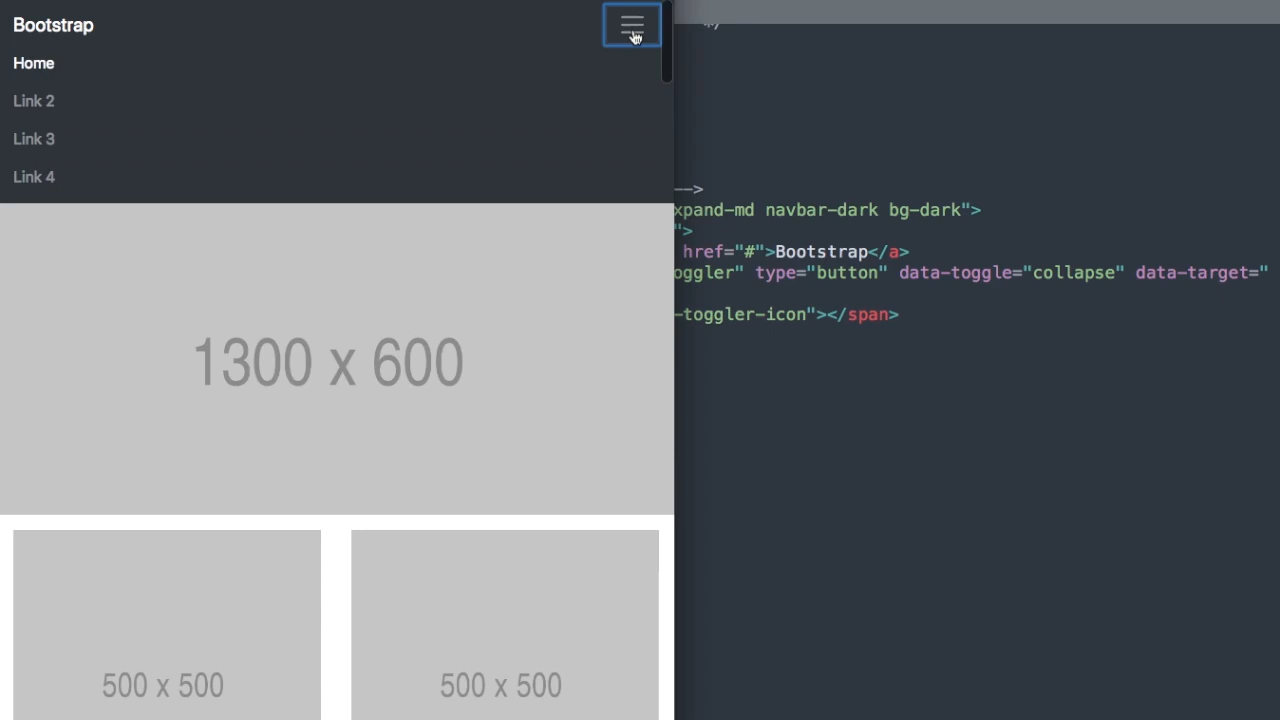 Bootstrap
Home
Link 2
Link 3
Link 4
1300 x 600
500 x 500
500 x 500
*/
-->
xpand-md navbar-dark bg-dark">
">
href="#">Bootstrap</a>
oggler" type="button" data-toggle="collapse" data-target="
-toggler-icon"></span>